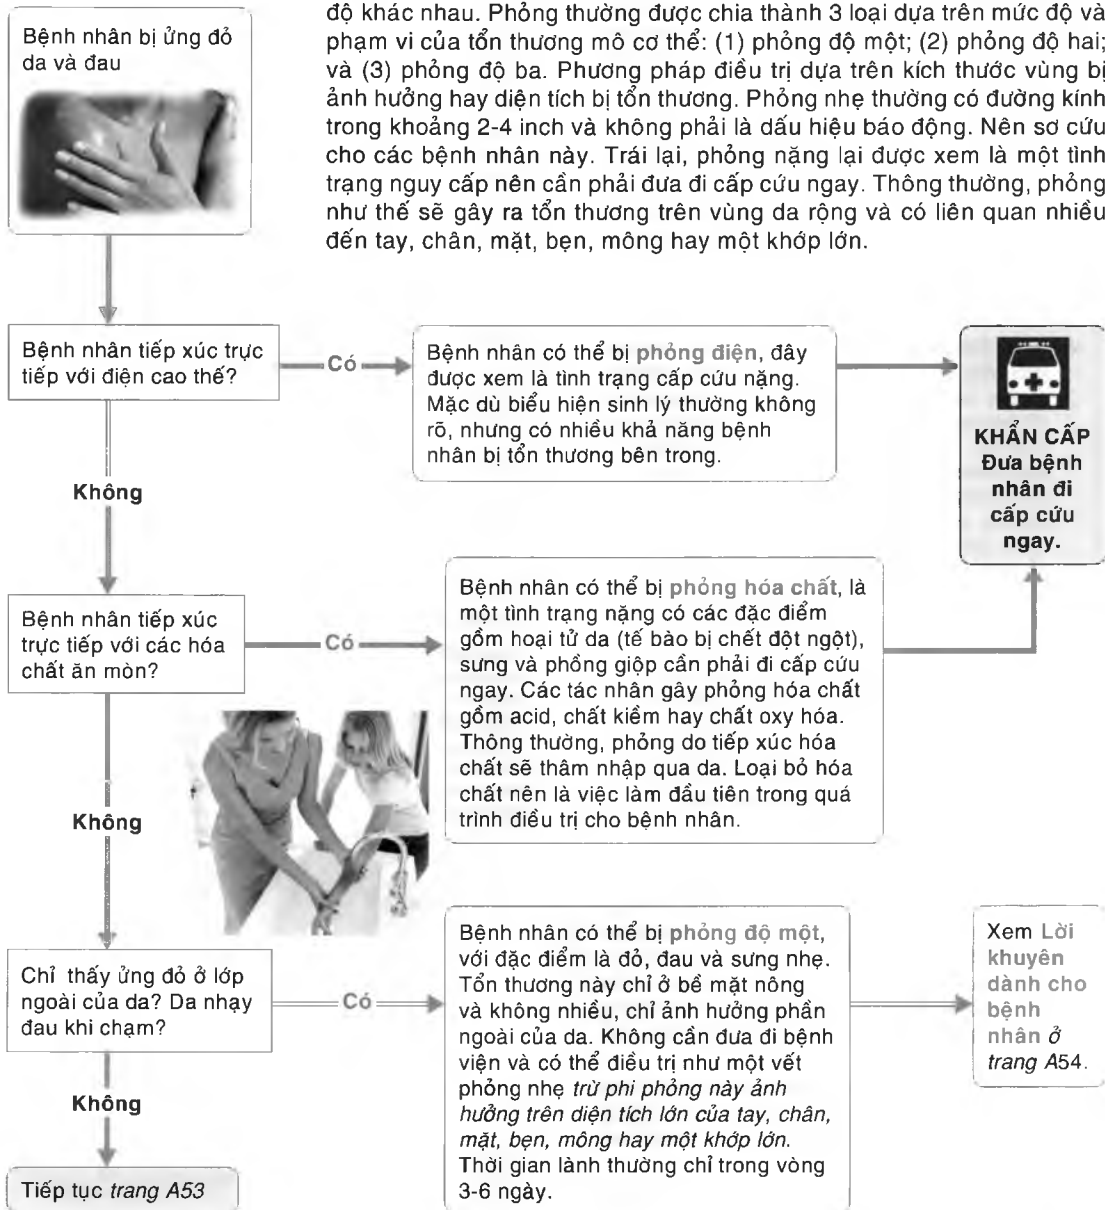 Bệnh nhân bị ửng đỏ
da và đau
độ khác nhau. Phỏng thường được chia thành 3 loại dựa trên mức độ và
phạm vi của tổn thương mô cơ thể: (1) phỏng độ một; (2) phỏng độ hai;
và (3) phỏng độ ba. Phương pháp điều trị dựa trên kích thước vùng bị
ảnh hưởng hay diện tích bị tổn thương. Phỏng nhẹ thường có đường kính
trong khoảng 2-4 inch và không phải là dấu hiệu báo động. Nên sơ cứu
cho các bệnh nhân này. Trái lại, phỏng nặng lại được xem là một tình
trạng nguy cấp nên cần phải đưa đi cấp cứu ngay. Thông thường, phỏng
như thế sẽ gây ra tổn thương trên vùng da rộng và có liên quan nhiều
đến tay, chân, mặt, bẹn, mông hay một khớp lớn.
Bệnh nhân tiếp xúc trực
tiếp với điện cao thế?
Có
Bệnh nhân có thể bị phỏng điện, đây
được xem là tình trạng cấp cứu nặng.
Mặc dù biểu hiện sinh lý thường không
rõ, nhưng có nhiều khả năng bệnh
nhân bị tổn thương bên trong.
KHẨN CẤP
Đưa bệnh
nhân đi
cấp cứu
ngay.
Không
Bệnh nhân tiếp xúc
trực tiếp với các hóa
chất ăn mòn?
Có
Bệnh nhân có thể bị phỏng hóa chất, là
một tình trạng nặng có các đặc điểm
gồm hoại tử da (tế bào bị chết đột ngột),
sưng và phồng giộp cần phải đi cấp cứu
ngay. Các tác nhân gây phỏng hóa chất
gồm acid, chất kiềm hay chất oxy hóa.
Thông thường, phỏng do tiếp xúc hóa
chất sẽ thâm nhập qua da. Loại bỏ hóa
chất nên là việc làm đầu tiên trong quá
trình điều trị cho bệnh nhân.
Không
Chỉ thấy ửng đỏ ở lớp
ngoài của da? Da nhạy
đau khi chạm?
Có
Bệnh nhân có thể bị phỏng độ một,
với đặc điểm là đỏ, đau và sưng nhẹ.
Tổn thương này chỉ ở bề mặt nông
và không nhiều, chỉ ảnh hưởng phần
ngoài của da. Không cần đưa đi bệnh
viện và có thể điều trị như một vết
phỏng nhẹ trừ phi phỏng này ảnh
hưởng trên diện tích lớn của tay, chân,
mặt, bẹn, mông hay một khớp lớn.
Thời gian lành thường chỉ trong vòng
3-6 ngày.
Xem Lời
khuyên
dành cho
bệnh
nhân ở
trang A54.
Không
Tiếp tục trang A53